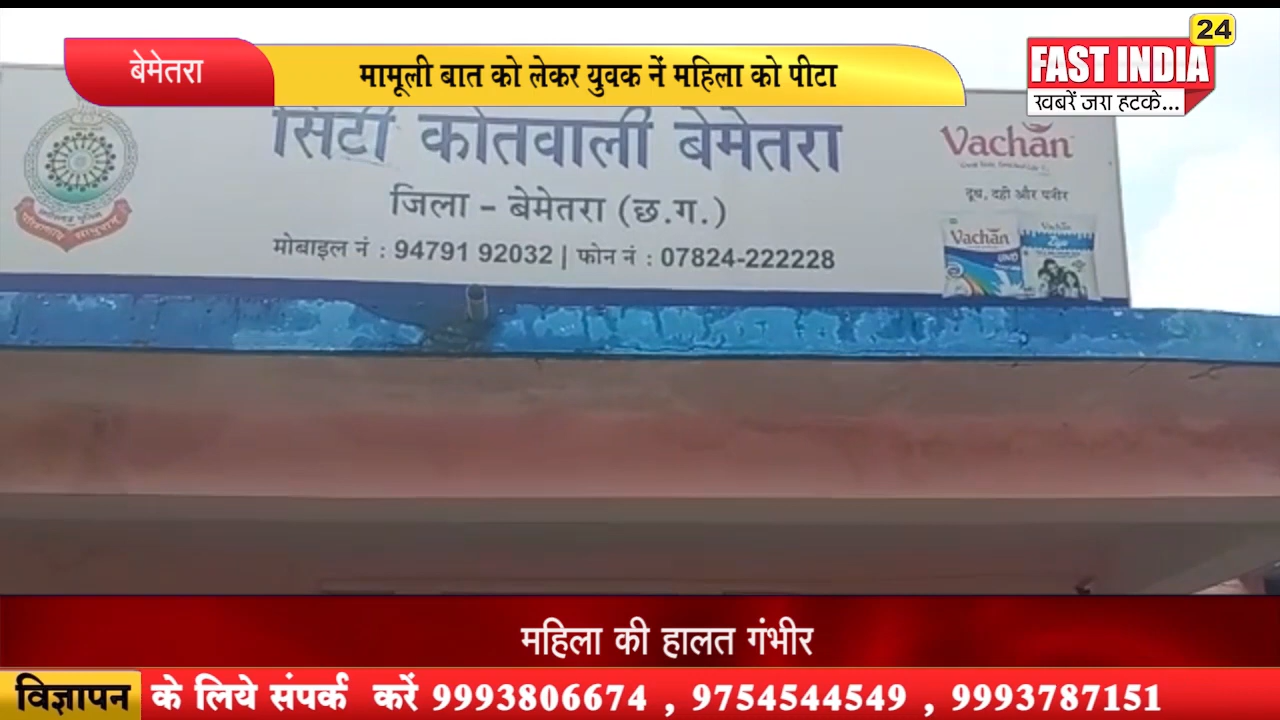 24
बेमेतरा
मामूली बात को लेकर युवक नें महिला को पीटा
FAST INDIA
खबरें जरा हटके...
सिटी कोतवाली बेमेतरा
जिला - बेमेतरा (छ.ग.)
मोबाइल नं : 94791 92032 | फोन नं : 07824-222228
Vachan
दूध, दही और पनीर
Vachan
Vachan
महिला की हालत गंभीर
विज्ञापन के लिये संपर्क करें 9993806674 , 9754544549 , 9993787151